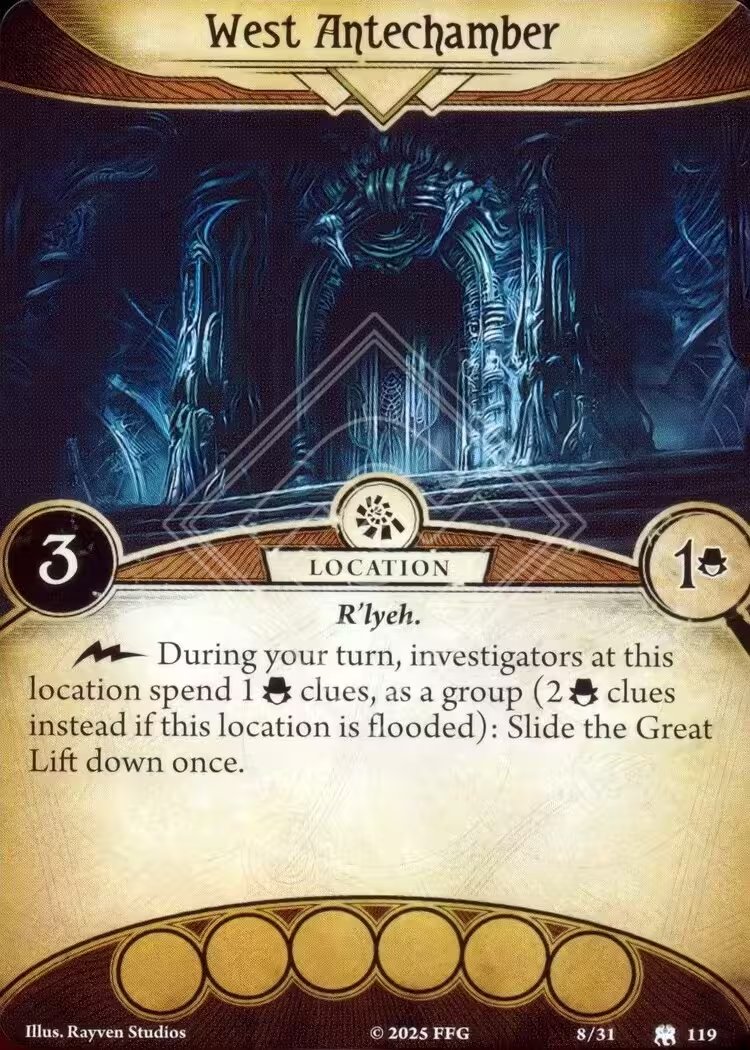 West Antechamber
3
LOCATION
1
R'lyeh.
During your turn, investigators at this
location spend 1 clues, as a group (2 clues
instead if this location is flooded): Slide the Great
Lift down once.
Illus. Rayven Studios
© 2025 FFG
8/31
119